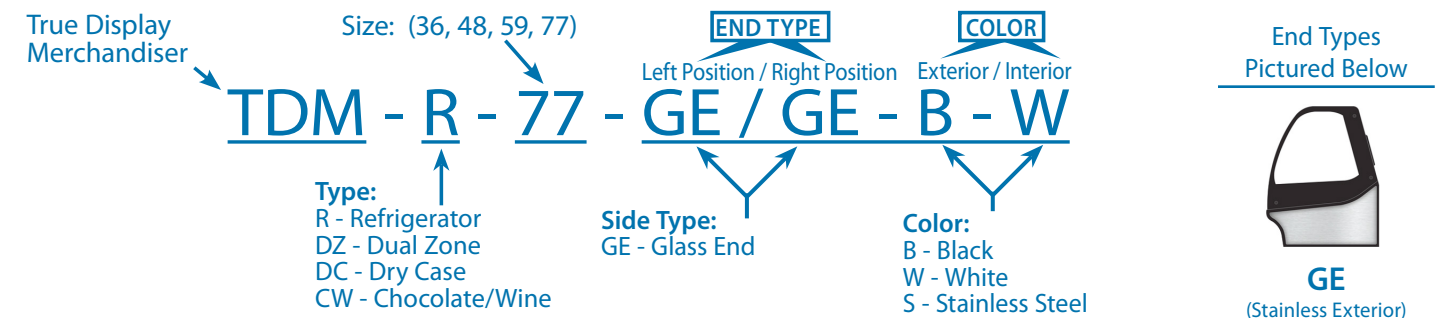 True Display
Merchandiser
Size: (36, 48, 59, 77)
END TYPE
COLOR
Left Position / Right Position
Exterior / Interior
TDM - R - 77 - GE / GE - B - W
Type:
R - Refrigerator
DZ - Dual Zone
DC - Dry Case
CW - Chocolate/Wine
Side Type:
GE - Glass End
Color:
B - Black
W - White
S - Stainless Steel
End Types
Pictured Below
GE
(Stainless Exterior)